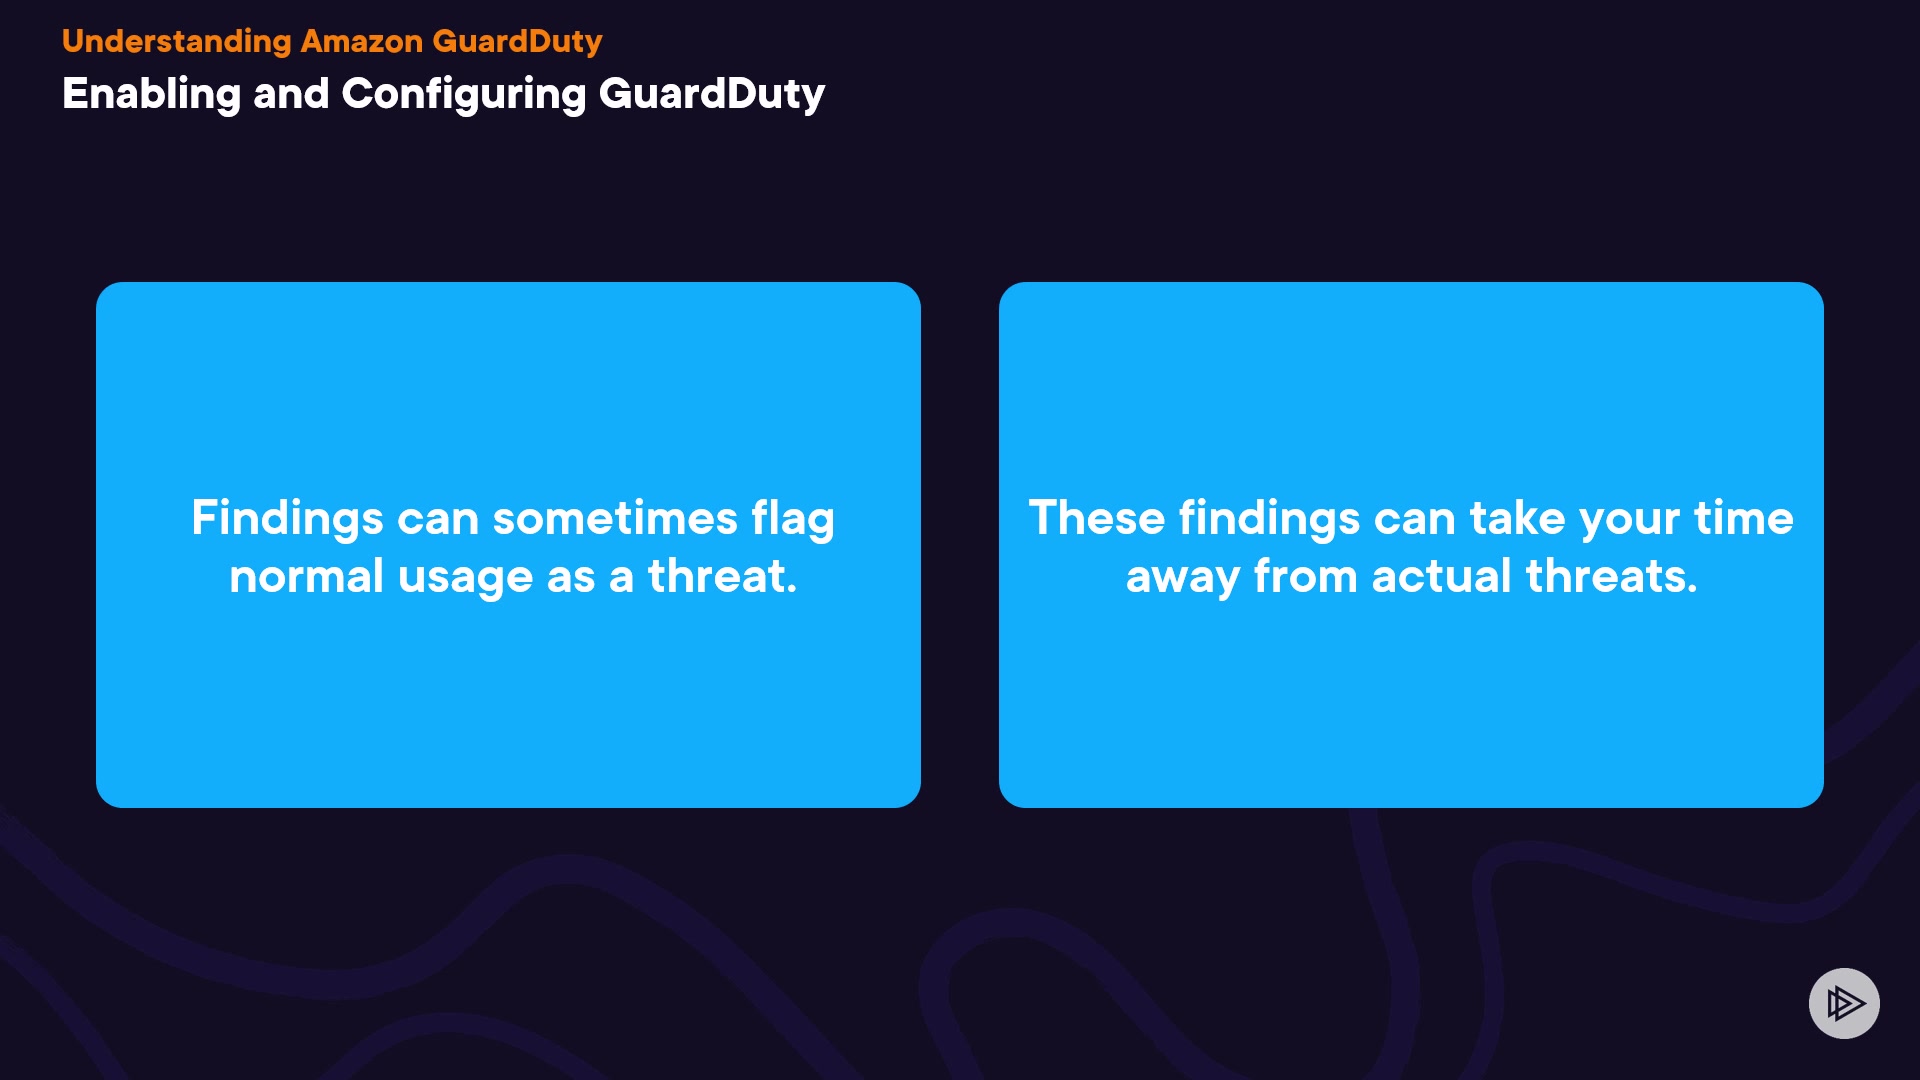 Understanding Amazon GuardDuty
Enabling and Configuring GuardDuty
Findings can sometimes flag
normal usage as a threat.
These findings can take your time
away from actual threats.